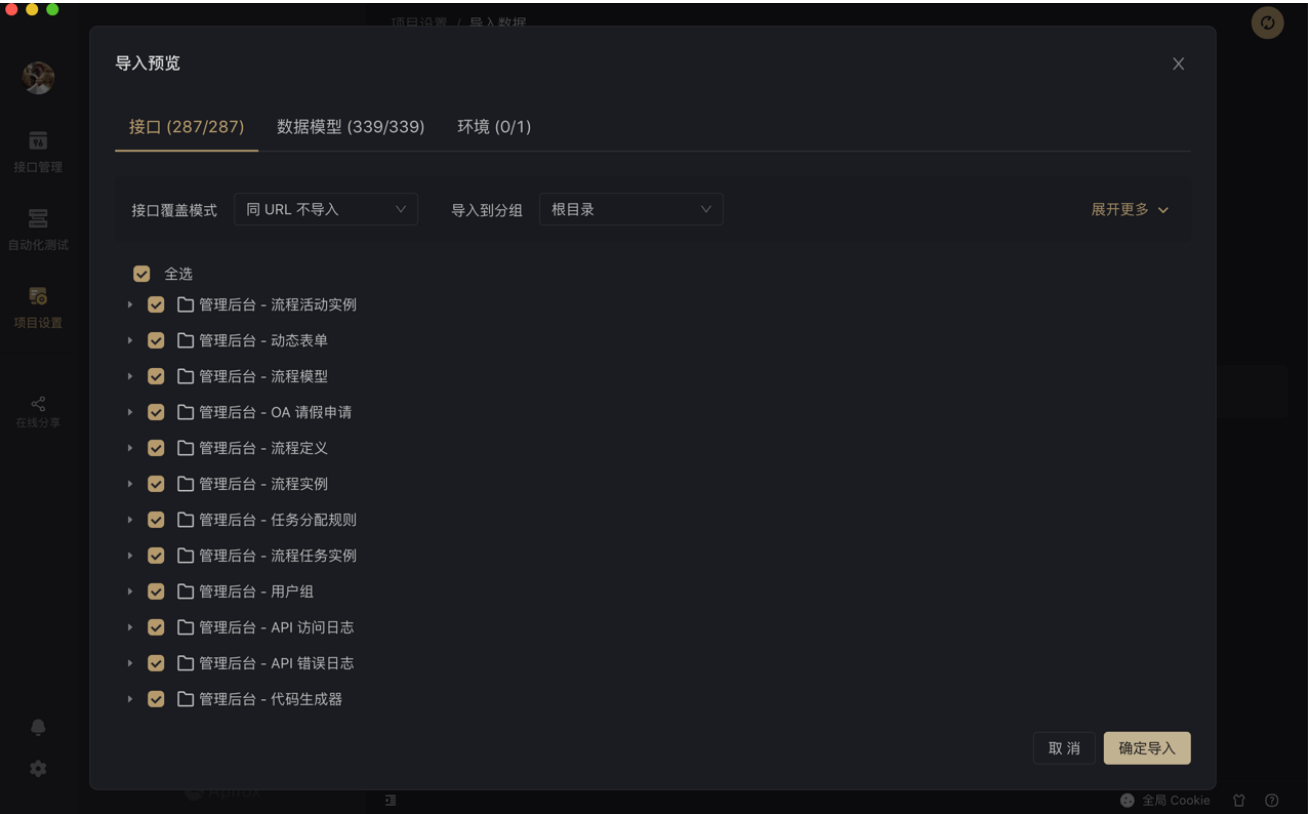 项目设置 / 导入数据
导入预览
接口 (287/287) 数据模型 (339/339) 环境 (0/1)
接口管理
接口覆盖模式 同 URL 不导入 导入到分组 根目录 展开更多
自动化测试
全选
管理后台 - 流程活动实例
项目设置
管理后台 - 动态表单
管理后台 - 流程模型
管理后台 - OA 请假申请
在线分享
管理后台 - 流程定义
管理后台 - 流程实例
管理后台 - 任务分配规则
管理后台 - 流程任务实例
管理后台 - 用户组
管理后台 - API 访问日志
管理后台 - API 错误日志
管理后台 - 代码生成器
取消 确定导入
Apifox
全局 Cookie